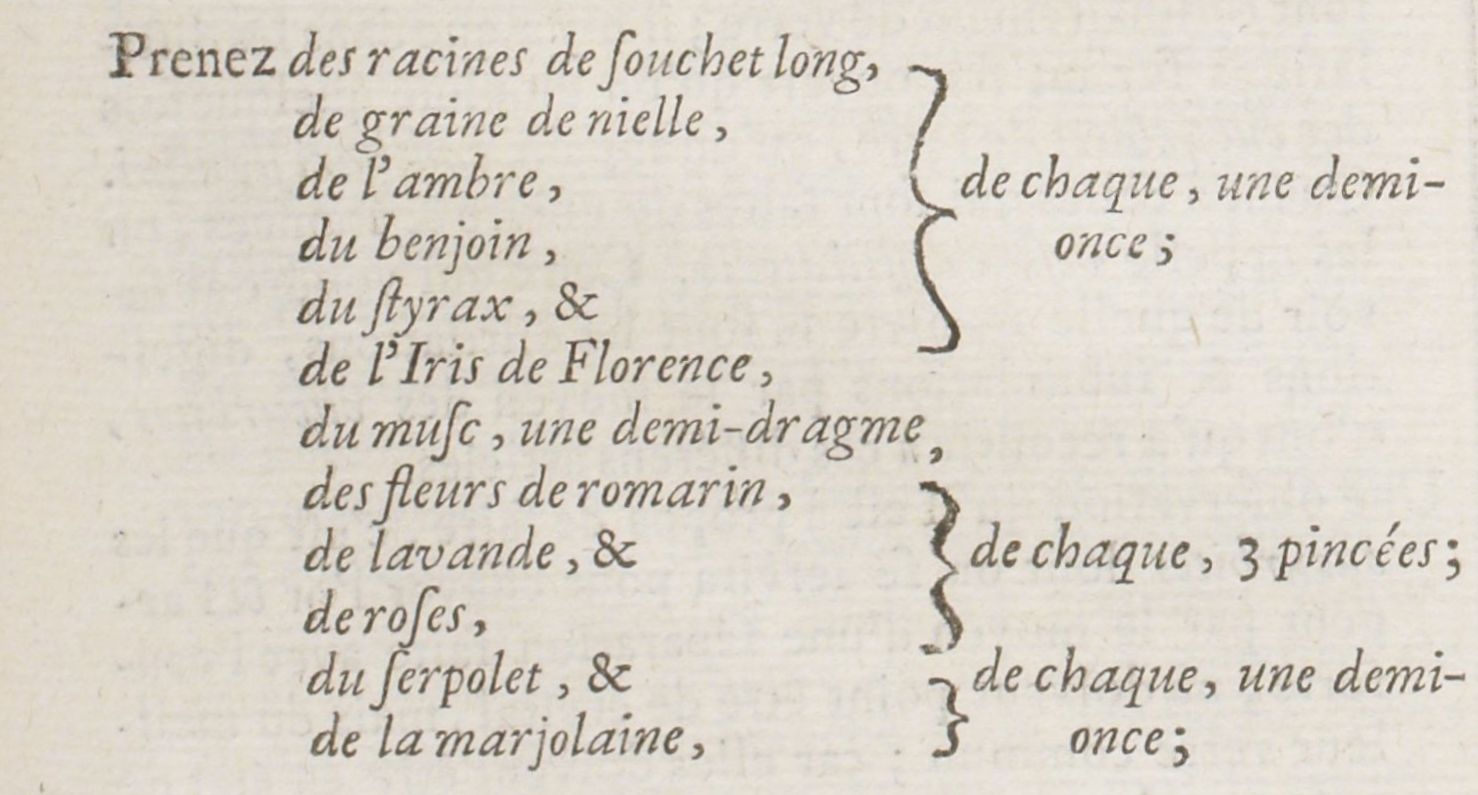 Prenez des racines de ſouchet long,
de graine de nielle,
de l'ambre,
du benjoin,
du ſtyrax, &
de l'Iris de Florence,
de chaque, une demi-
once;
du muſc, une demi-dragme,
des fleurs de romarin,
de lavande, &
de roſes,
de chaque, 3 pincées;
du ſerpolet, &
de la marjolaine,
de chaque, une demi-
once;